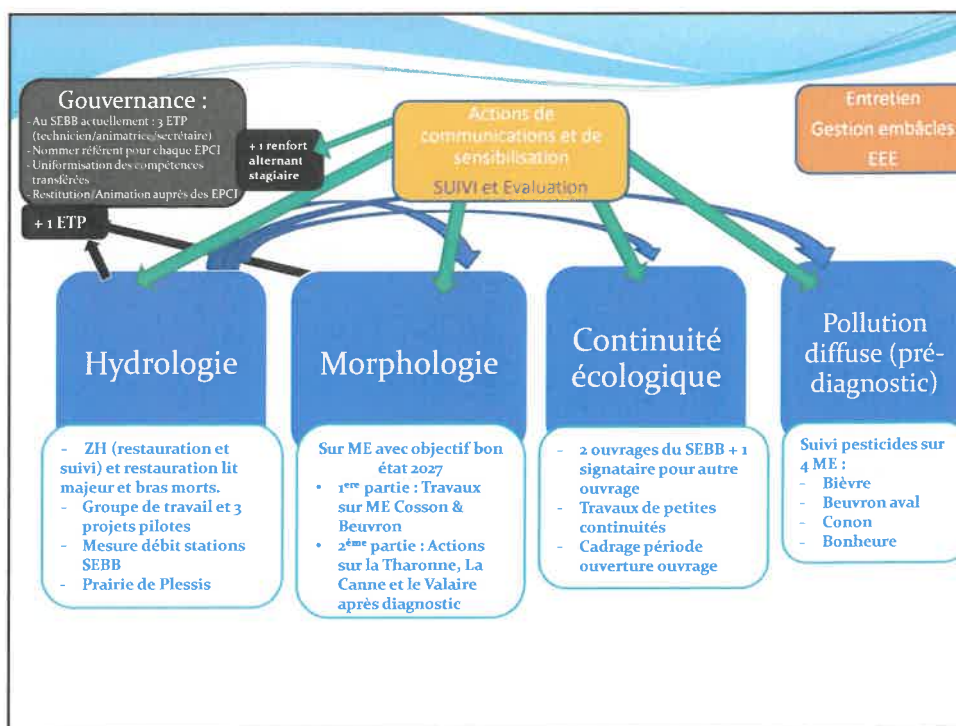 Gouvernance :
- Au SEBB actuellement : 3 ETP
(technicien/animatrice/secrétaire)
- Nommer référent pour chaque EPCI
- Uniformisation des compétences
transférées
- Restitution/Animation auprès des EPCI
+ 1 ETP
+ 1 renfort
alternant
stagiaire
Actions de
communications et de
sensibilisation
SUIVI et Evaluation
Entretien
Gestion embâcles
EEE
Hydrologie
- ZH (restauration et
suivi) et restauration lit
majeur et bras morts.
- Groupe de travail et 3
projets pilotes
- Mesure débit stations
SEBB
- Prairie de Plessis
Morphologie
Sur ME avec objectif bon
état 2027
• 1ere partie : Travaux
sur ME Cosson &
Beuvron
• 2ème partie : Actions
sur la Tharonne, La
Canne et le Valaire
après diagnostic
Continuité
écologique
- 2 ouvrages du SEBB + 1
signataire pour autre
ouvrage
- Travaux de petites
continuités
- Cadrage période
ouverture ouvrage
Pollution
diffuse (pré-
diagnostic)
Suivi pesticides sur
4 ME :
- Bièvre
- Beuvron aval
- Conon
- Bonheure